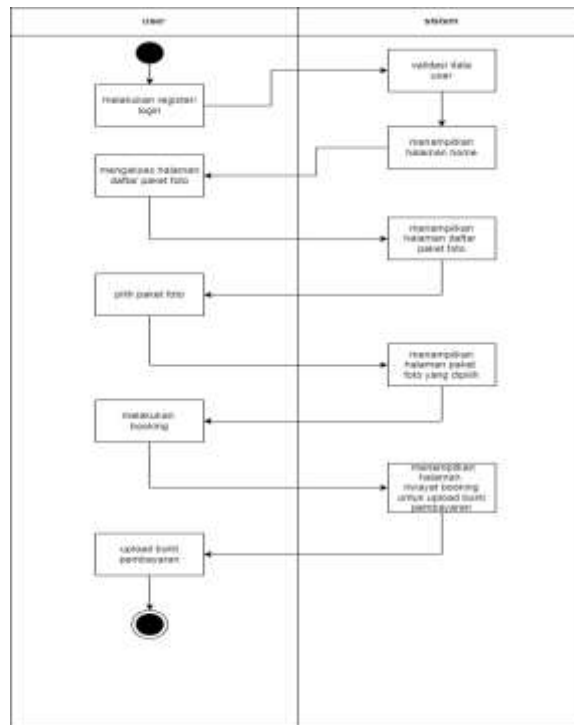 user
sistem
validasi data
user
melakukan register/
login
menampilkan
halaman home
mengakses halaman
daftar paket foto
menampilkan
halaman daftar
paket foto
pilih paket foto
menampilkan
halaman paket
foto yang dipilih
melakukan
booking
menampilkan
halaman
riwayat booking
untuk upload bukti
pembayaran
upload bukti
pembayaran